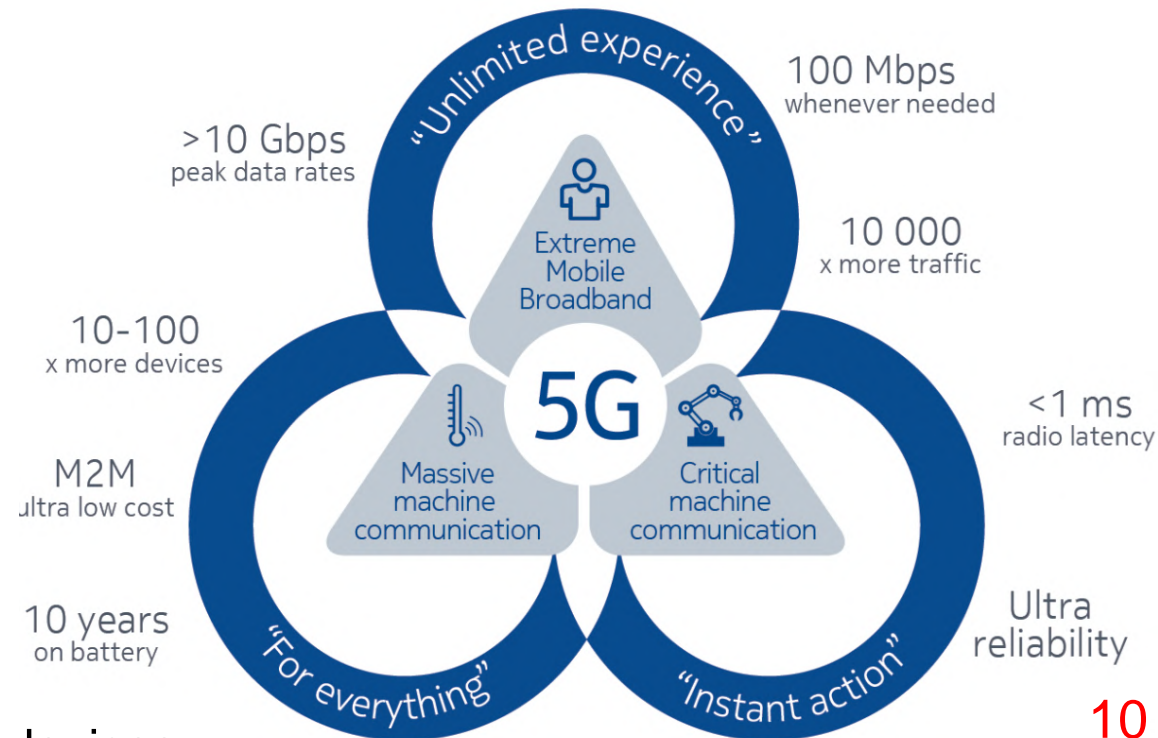 "Unlimited experience"
100 Mbps
whenever needed
>10 Gbps
peak data rates
Extreme
Mobile
Broadband
10 000
x more traffic
10-100
x more devices
5G
<1 ms
radio latency
M2M
ultra low cost
Massive
machine
communication
Critical
machine
communication
10 years
on battery
Ultra
reliability
"For everything"
"Instant action"
10